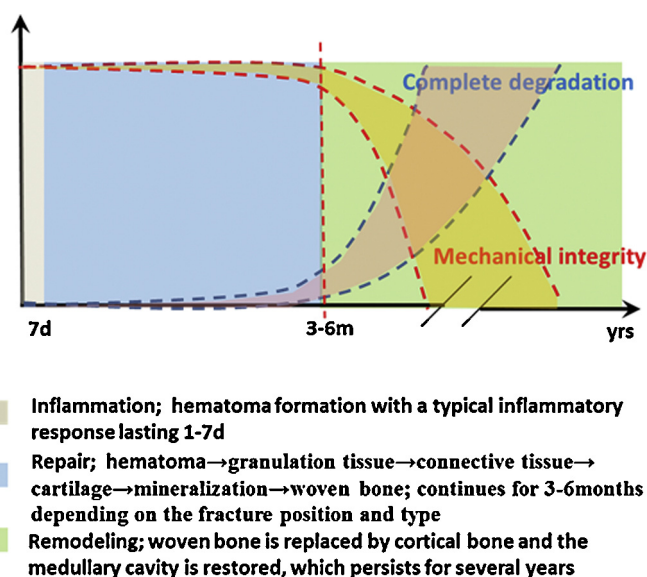 Complete degradation
Mechanical integrity
7d
3-6m
yrs
Inflammation; hematoma formation with a typical inflammatory
response lasting 1-7d
Repair; hematoma→granulation tissue→connective tissue→
cartilage→mineralization→woven bone; continues for 3-6months
depending on the fracture position and type
Remodeling; woven bone is replaced by cortical bone and the
medullary cavity is restored, which persists for several years